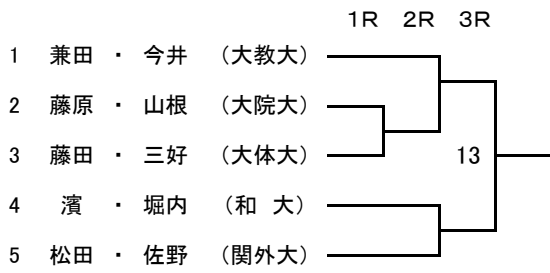 1R 2R 3R
1 兼田 ・ 今井 (大教大)
2 藤原 ・ 山根 (大院大)
3 藤田 ・ 三好 (大体大) 13
4 濱 ・ 堀内 (和 大)
5 松田 ・ 佐野 (関外大)